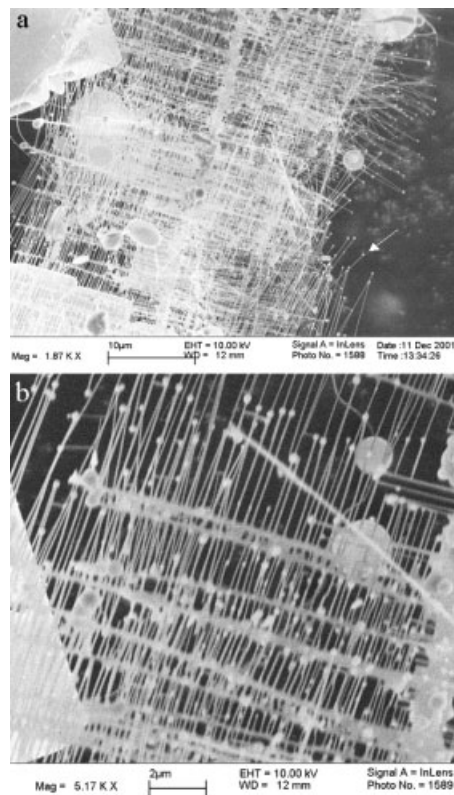 a
Mag = 1.87 K X 10µm EHT = 10.00 kV WD = 12 mm Signal A = InLens Photo No. = 1589 Date :11 Dec 2001 Time :13:34:26
b
Mag = 5.17 K X 2µm EHT = 10.00 kV WD = 12 mm Signal A = InLens Photo No. = 1589